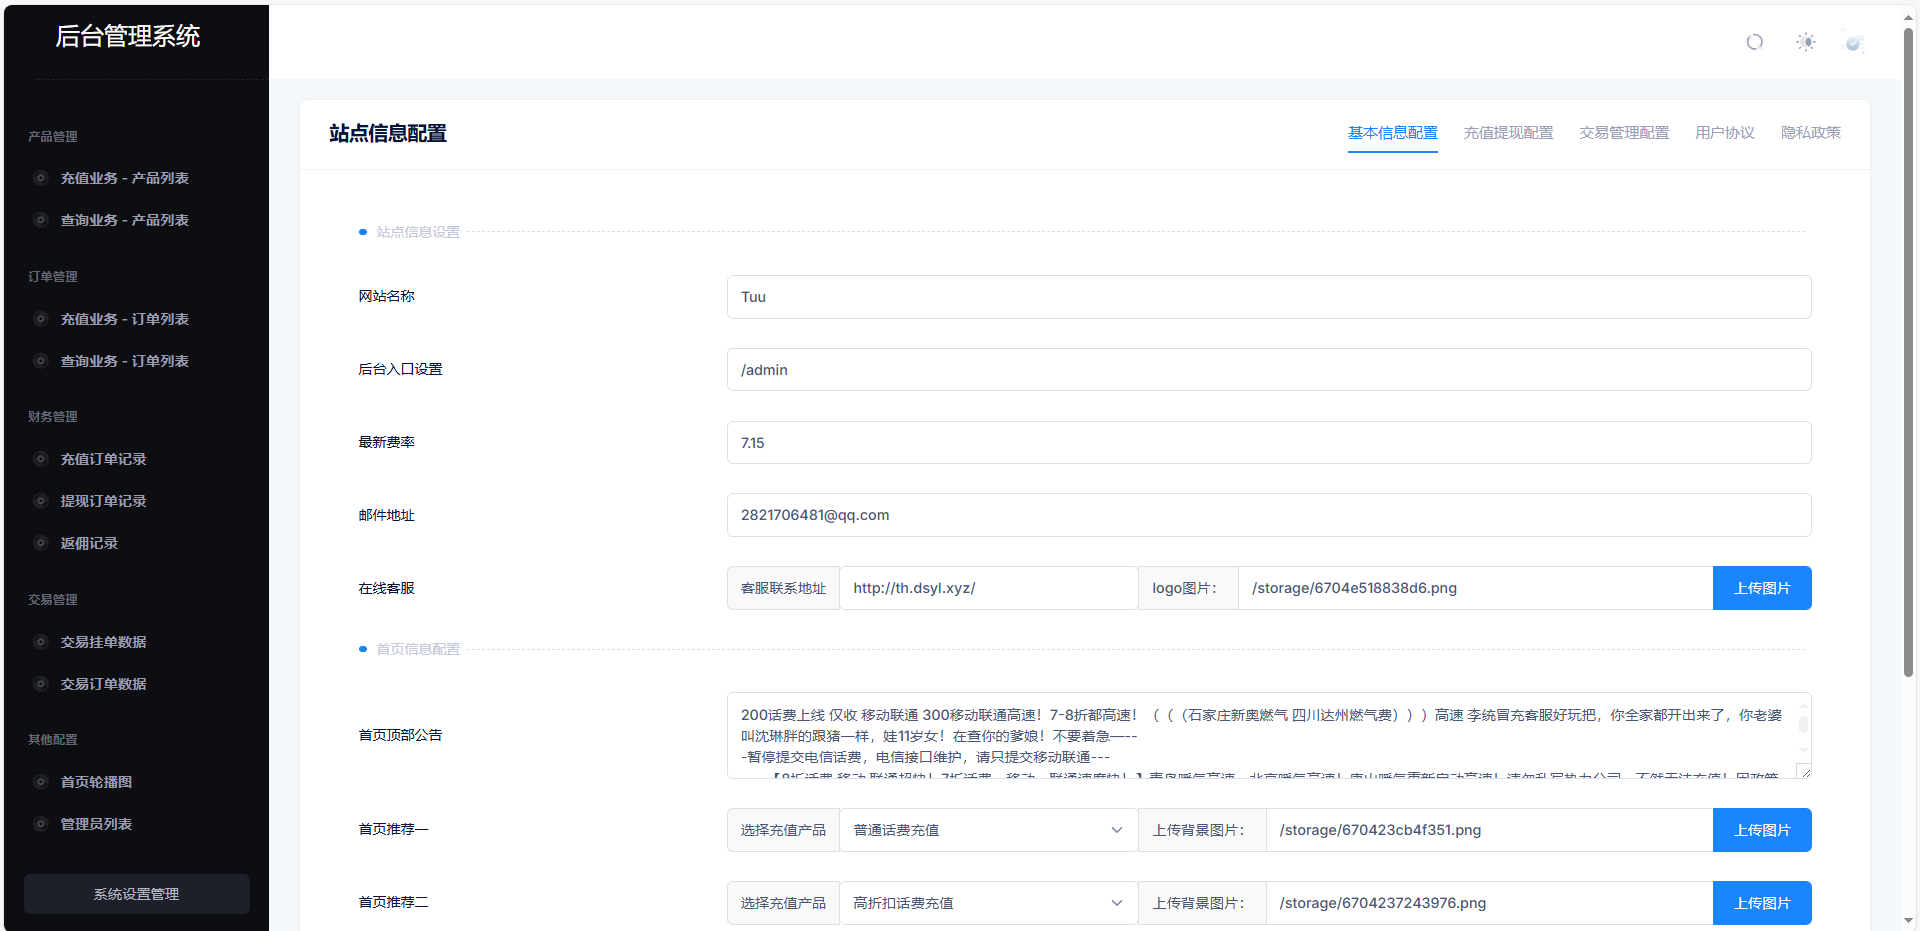 后台管理系统
产品管理
充值业务 - 产品列表
查询业务 - 产品列表
订单管理
充值业务 - 订单列表
查询业务 - 订单列表
财务管理
充值订单记录
提现订单记录
返佣记录
交易管理
交易挂单数据
交易订单数据
其他配置
首页轮播图
管理员列表
系统设置管理
站点信息配置
基本信息配置 充值提现配置 交易管理配置 用户协议 隐私政策
站点信息设置
网站名称 Tuu
后台入口设置 /admin
最新费率 7.15
邮件地址 2821706481@qq.com
在线客服 客服联系地址 http://th.dsyl.xyz/ logo图片： /storage/6704e518838d6.png 上传图片
首页信息配置
首页顶部公告
200话费上线 仅收 移动联通 300移动联通高速！7-8折都高速！（（（石家庄新奥燃气 四川达州燃气费）））高速 李统冒充客服好玩把，你全家都开出来了，你老婆
叫沈琳胖的跟猪一样，娃11岁女！在查你的爹娘！不要着急—--
-暂停提交电信话费，电信接口维护，请只提交移动联通---
首页推荐一 选择充值产品 普通话费充值 上传背景图片： /storage/670423cb4f351.png 上传图片
首页推荐二 选择充值产品 高折扣话费充值 上传背景图片： /storage/6704237243976.png 上传图片